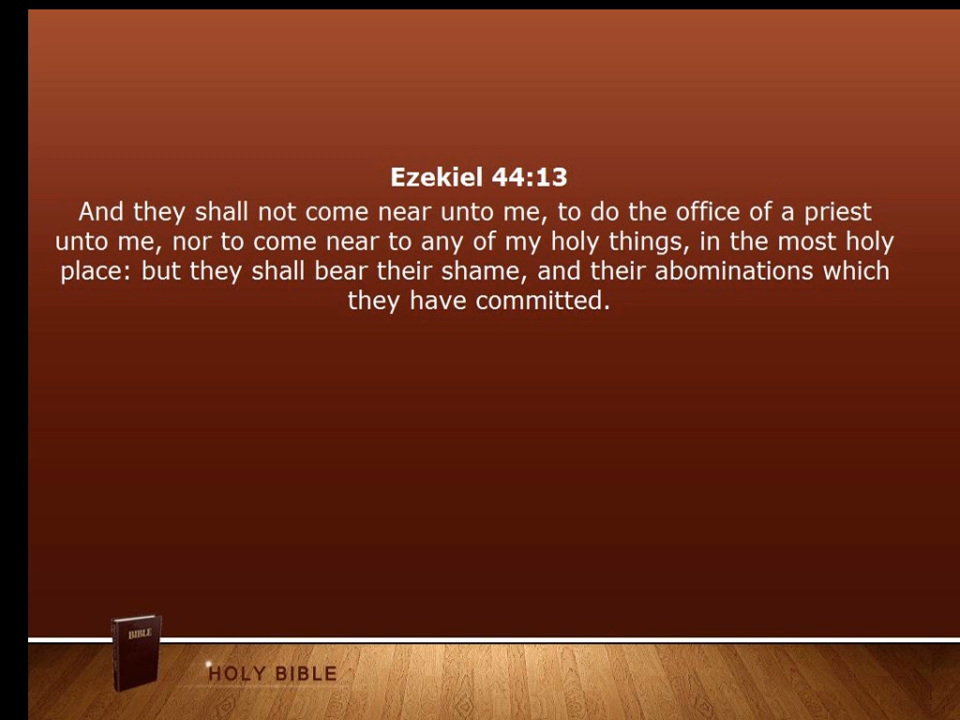 Ezekiel 44:13
And they shall not come near unto me, to do the office of a priest
unto me, nor to come near to any of my holy things, in the most holy
place: but they shall bear their shame, and their abominations which
they have committed.
BIBLE
HOLY BIBLE